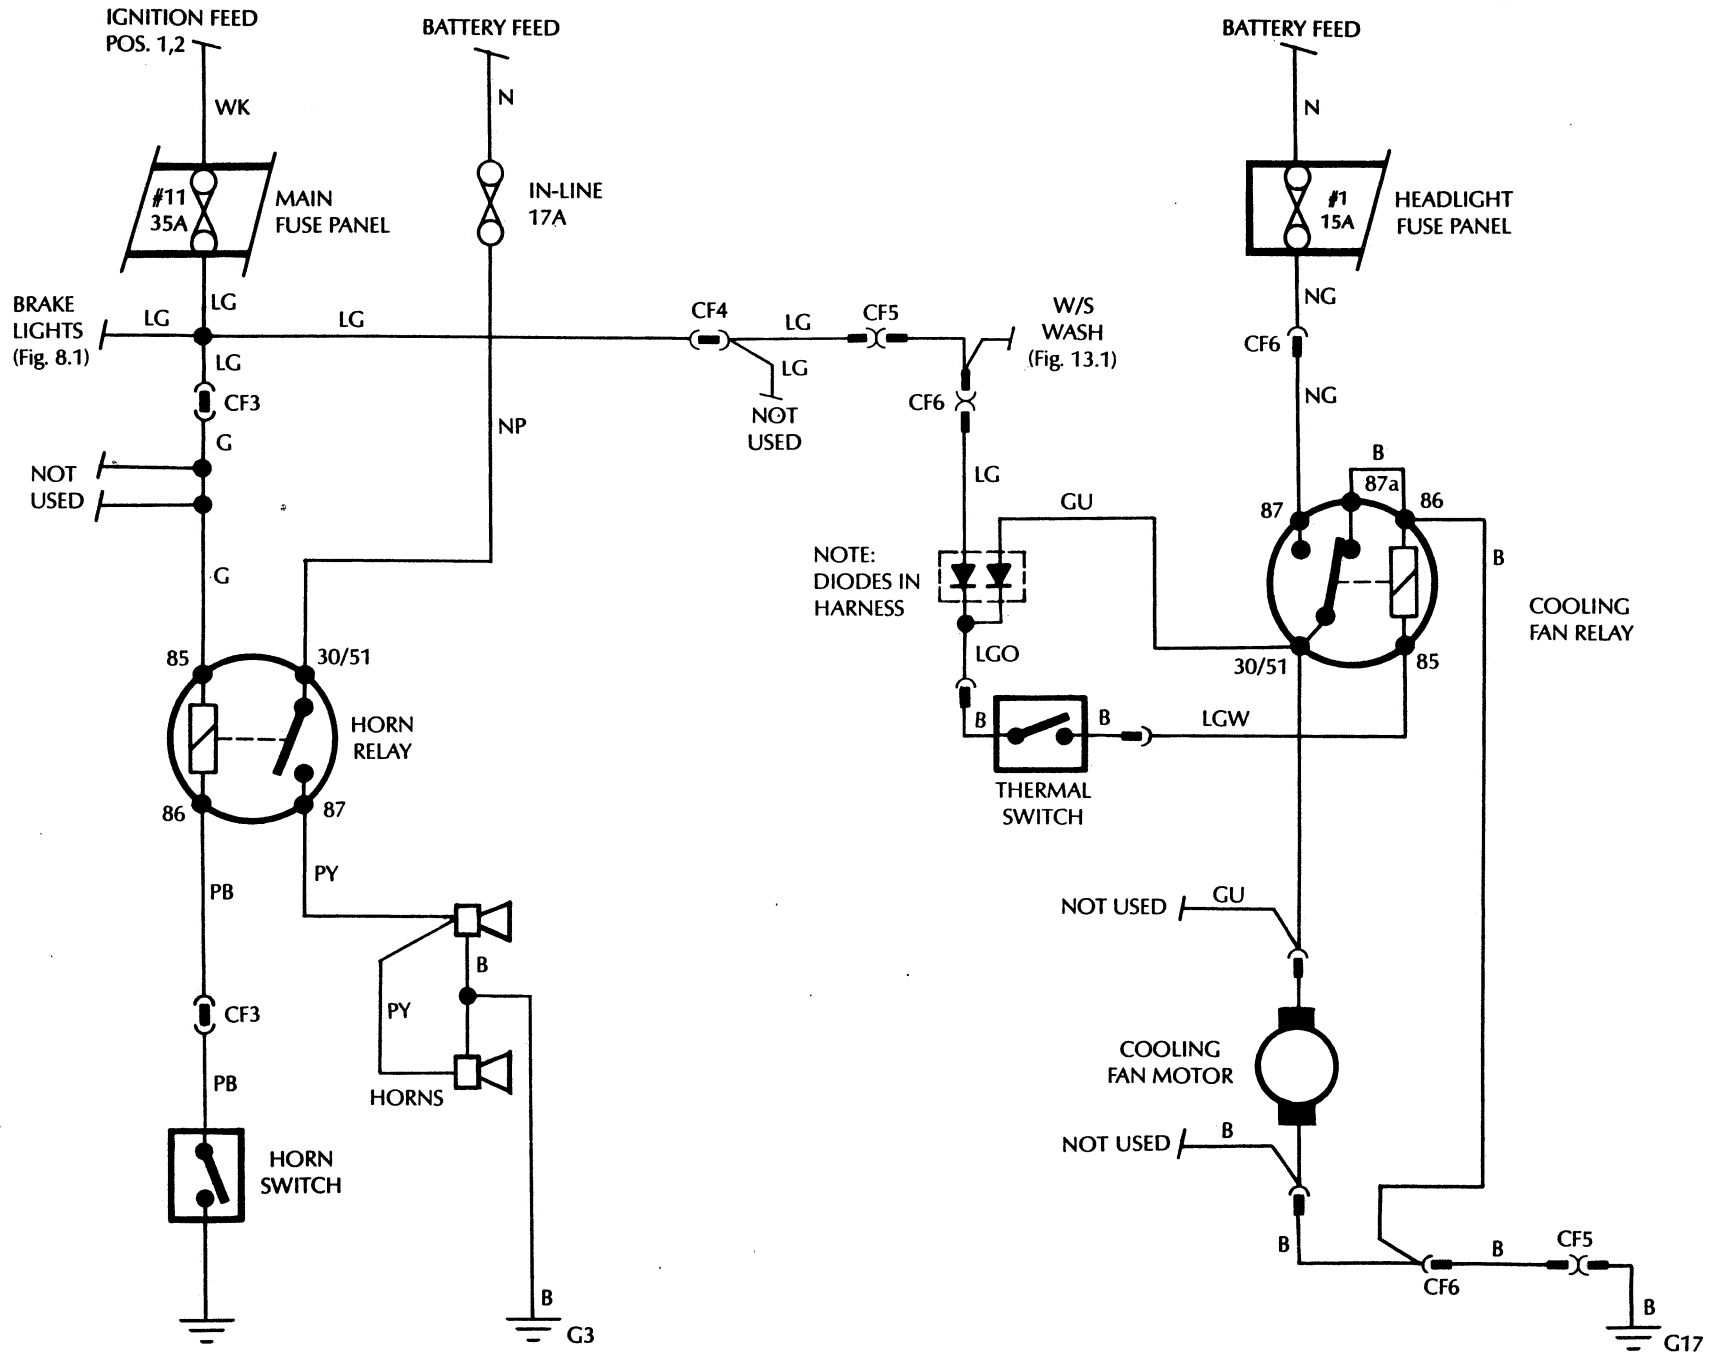 IGNITION FEED
POS. 1,2
BATTERY FEED
BATTERY FEED
WK
N
N
#11
35A
MAIN
FUSE PANEL
IN-LINE
17A
#1
15A
HEADLIGHT
FUSE PANEL
BRAKE
LIGHTS
(Fig. 8.1)
LG
LG
LG
LG
CF4
LG
CF5
W/S
WASH
(Fig. 13.1)
NG
CF6
LG
NOT
USED
CF6
NG
CF3
G
NP
NOT
USED
LG
GU
B
87
87a
86
B
G
NOTE:
DIODES IN
HARNESS
COOLING
FAN RELAY
LGO
30/51
85
85
30/51
HORN
RELAY
B
B
LGW
THERMAL
SWITCH
86
87
PB
PY
NOT USED
GU
B
PY
CF3
HORNS
PB
COOLING
FAN MOTOR
NOT USED
B
HORN
SWITCH
B
CF6
B
CF5
B
G3
B
G17